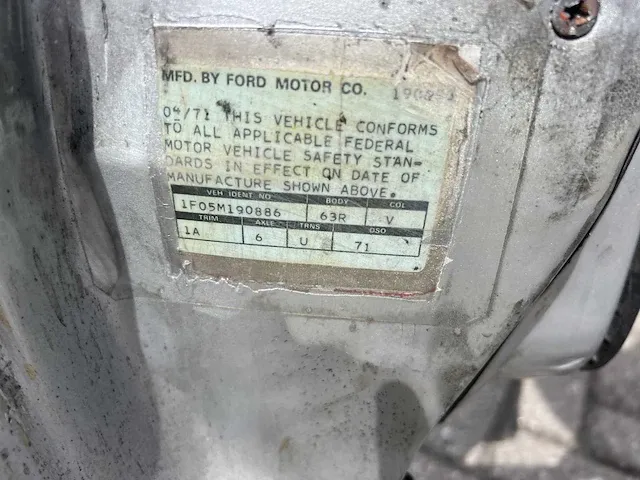 MFD. BY FORD MOTOR CO.
04/71 THIS VEHICLE CONFORMS
TO ALL APPLICABLE FEDERAL
MOTOR VEHICLE SAFETY STAN-
DARDS IN EFFECT ON DATE OF
MANUFACTURE SHOWN ABOVE.
VEH IDENT NO BODY COL
1F05M190886 63R V
TRIM AXLE TRNS DSO
1A 6 U 71